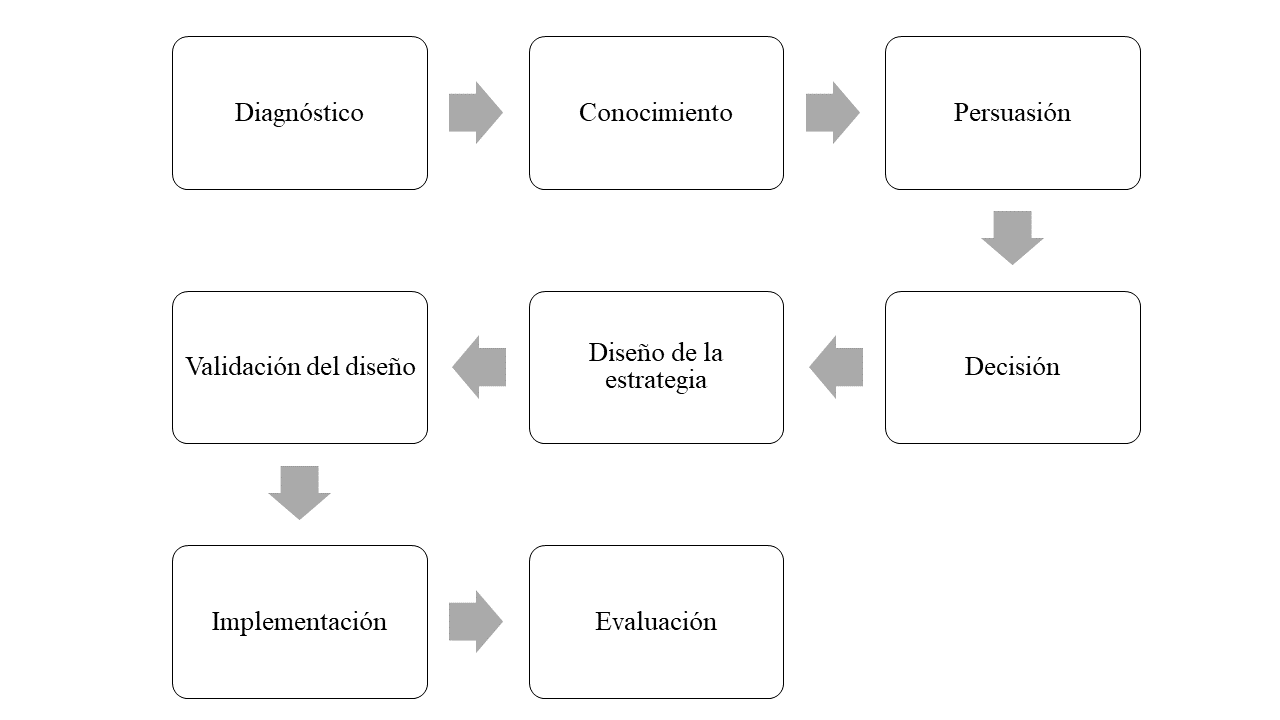 Diagnóstico
Conocimiento
Persuasión
Decisión
Diseño de la
estrategia
Validación del diseño
Implementación
Evaluación